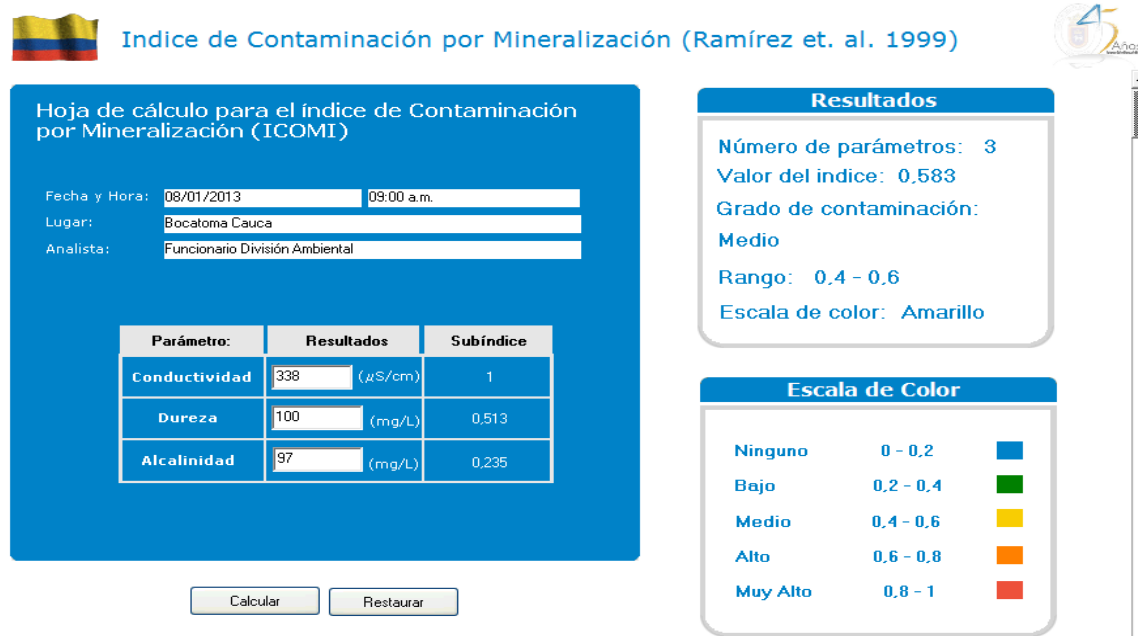 Indice de Contaminación por Mineralización (Ramírez et. al. 1999)
Años
Hoja de cálculo para el índice de Contaminación
por Mineralización (ICOMI)
Fecha y Hora: 08/01/2013 09:00 a.m.
Lugar: Bocatoma Cauca
Analista: Funcionario División Ambiental
Parámetro: Resultados Subíndice
Conductividad 338 (µS/cm) 1
Dureza 100 (mg/L) 0,513
Alcalinidad 97 (mg/L) 0,235
Calcular Restaurar
Resultados
Número de parámetros: 3
Valor del indice: 0,583
Grado de contaminación:
Medio
Rango: 0,4 - 0,6
Escala de color: Amarillo
Escala de Color
Ninguno 0 - 0,2
Bajo 0,2 - 0,4
Medio 0,4 - 0,6
Alto 0,6 - 0,8
Muy Alto 0,8 - 1